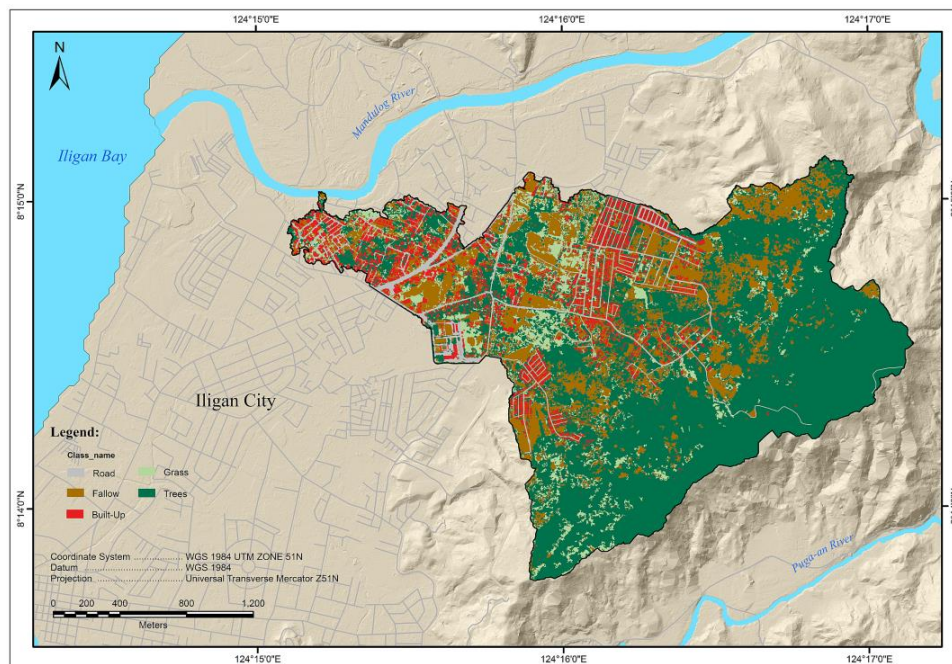 124°15'0"E 124°16'0"E 124°17'0"E
N
Mandulog River
Iligan Bay
8°15'0"N
Iligan City
Legend:
Class_name
Road Grass
Fallow Trees
Built-Up
8°14'0"N
Coordinate System .................... WGS 1984 UTM ZONE 51N
Datum .................... WGS 1984
Projection .................... Universal Transverse Mercator Z51N
0 200 400 800 1,200
Meters
Puga-an River
124°15'0"E 124°16'0"E 124°17'0"E